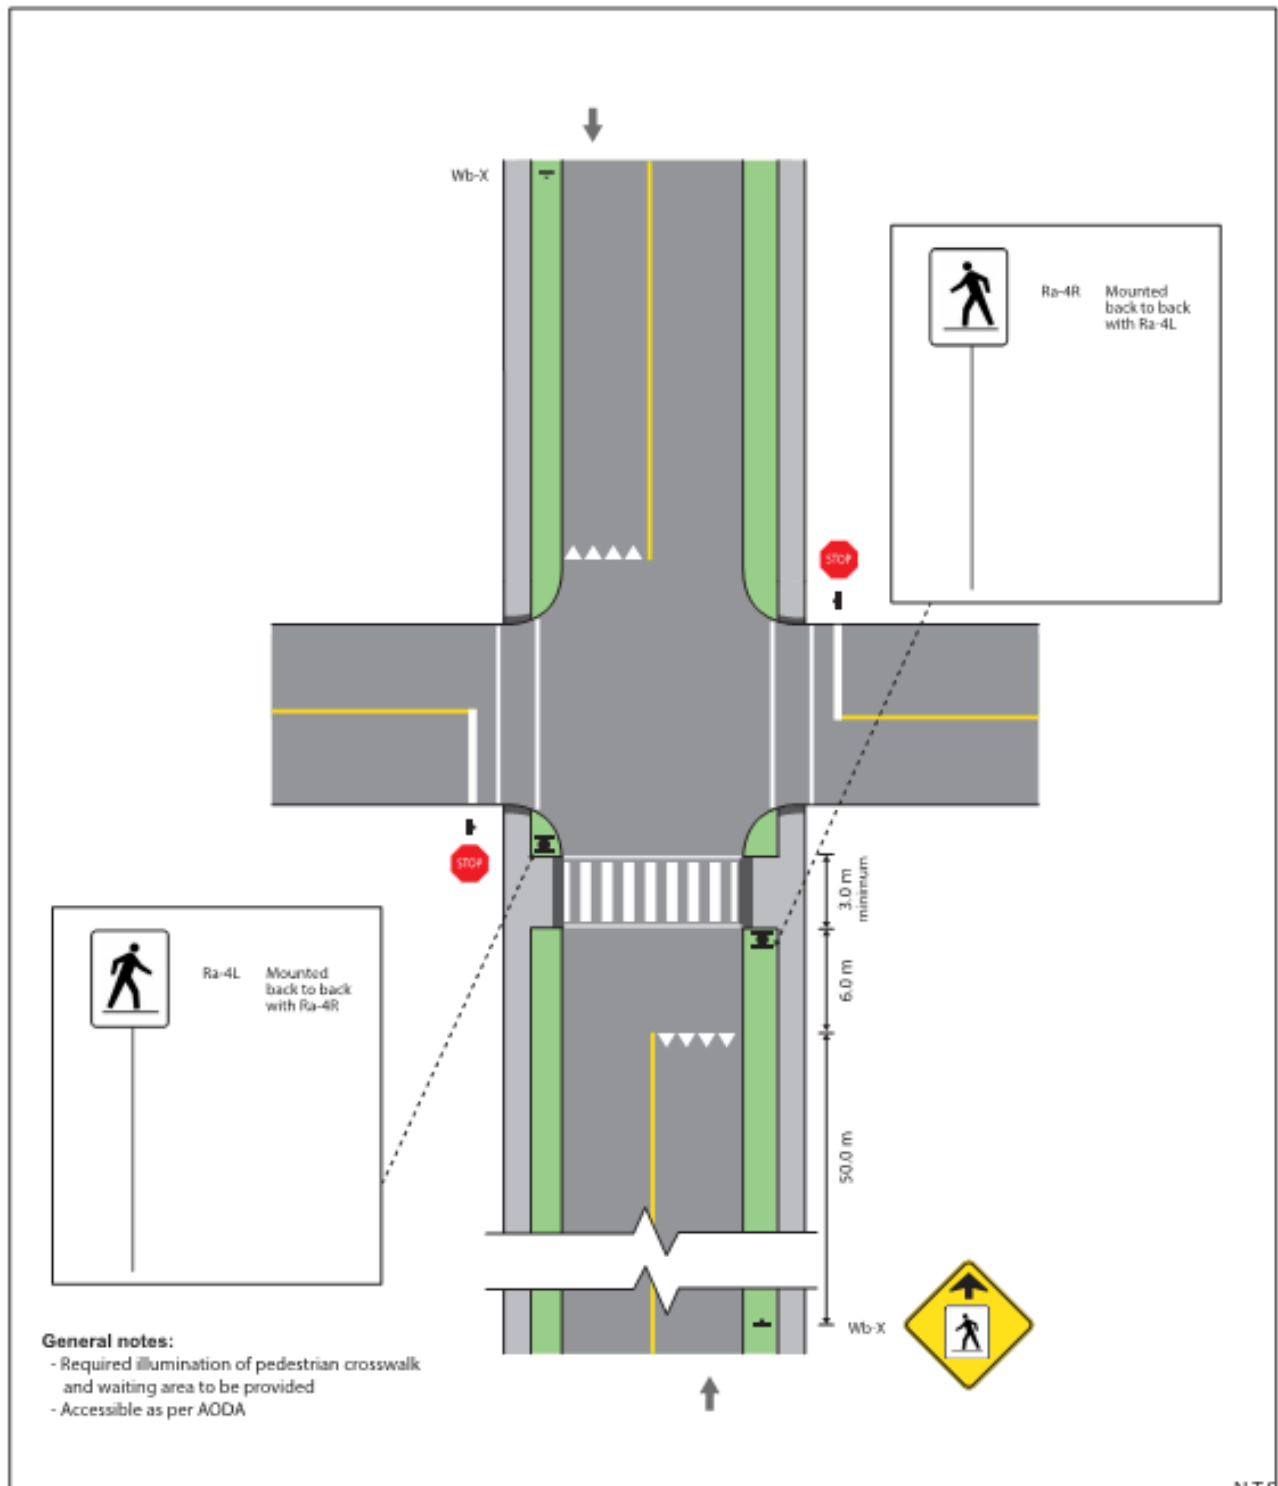 Wb-X
Ra-4R
Mounted
back to back
with Ra-4L
STOP
STOP
3.0 m
minimum
6.0 m
50.0 m
Ra-4L
Mounted
back to back
with Ra-4R
Wb-X
General notes:
- Required illumination of pedestrian crosswalk
and waiting area to be provided
- Accessible as per AODA